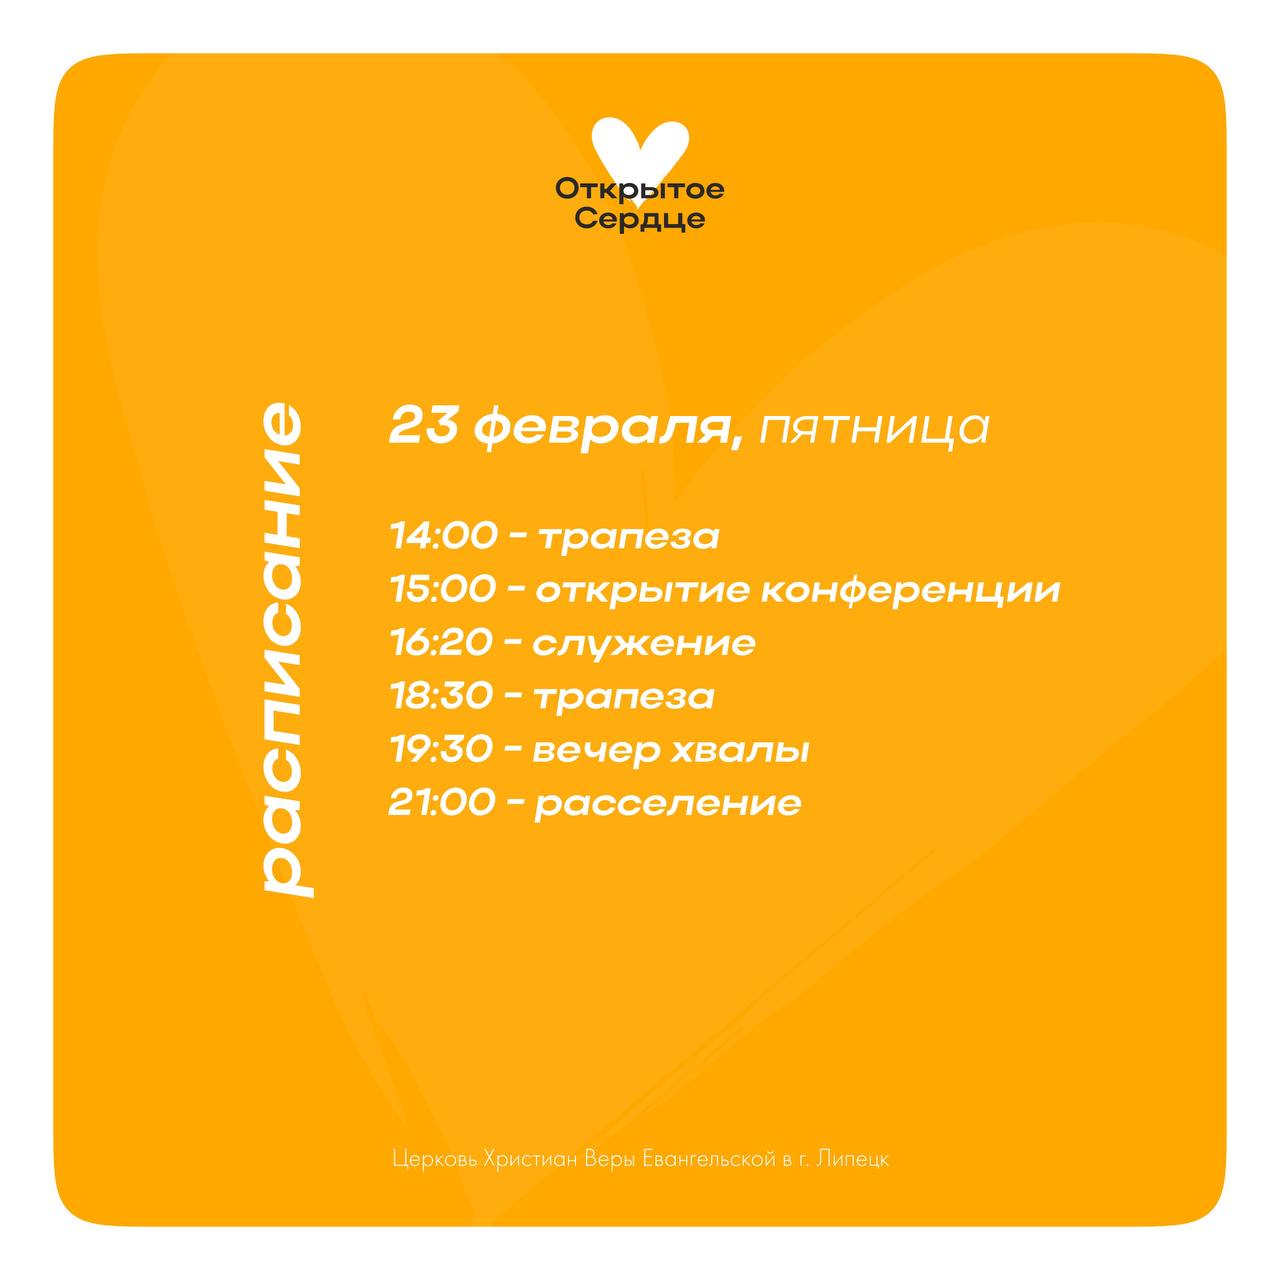 Открытое
Сердце
расписание
23 февраля, пятница
14:00 - трапеза
15:00 - открытие конференции
16:20 - служение
18:30 - трапеза
19:30 - вечер хвалы
21:00 - расселение
Церковь Христиан Веры Евангельской в г. Липецк